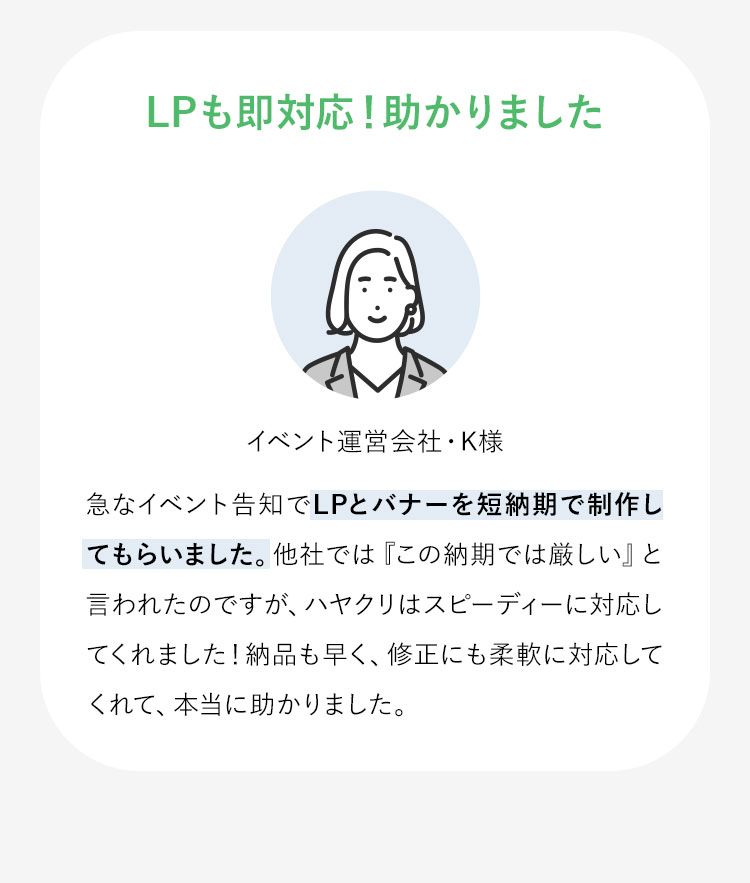 LPも即対応！助かりました
イベント運営会社・K様
急なイベント告知でLPとバナーを短納期で制作し
てもらいました。他社では『この納期では厳しい』と
言われたのですが、ハヤクリはスピーディーに対応し
てくれました！納品も早く、修正にも柔軟に対応して
くれて、本当に助かりました。